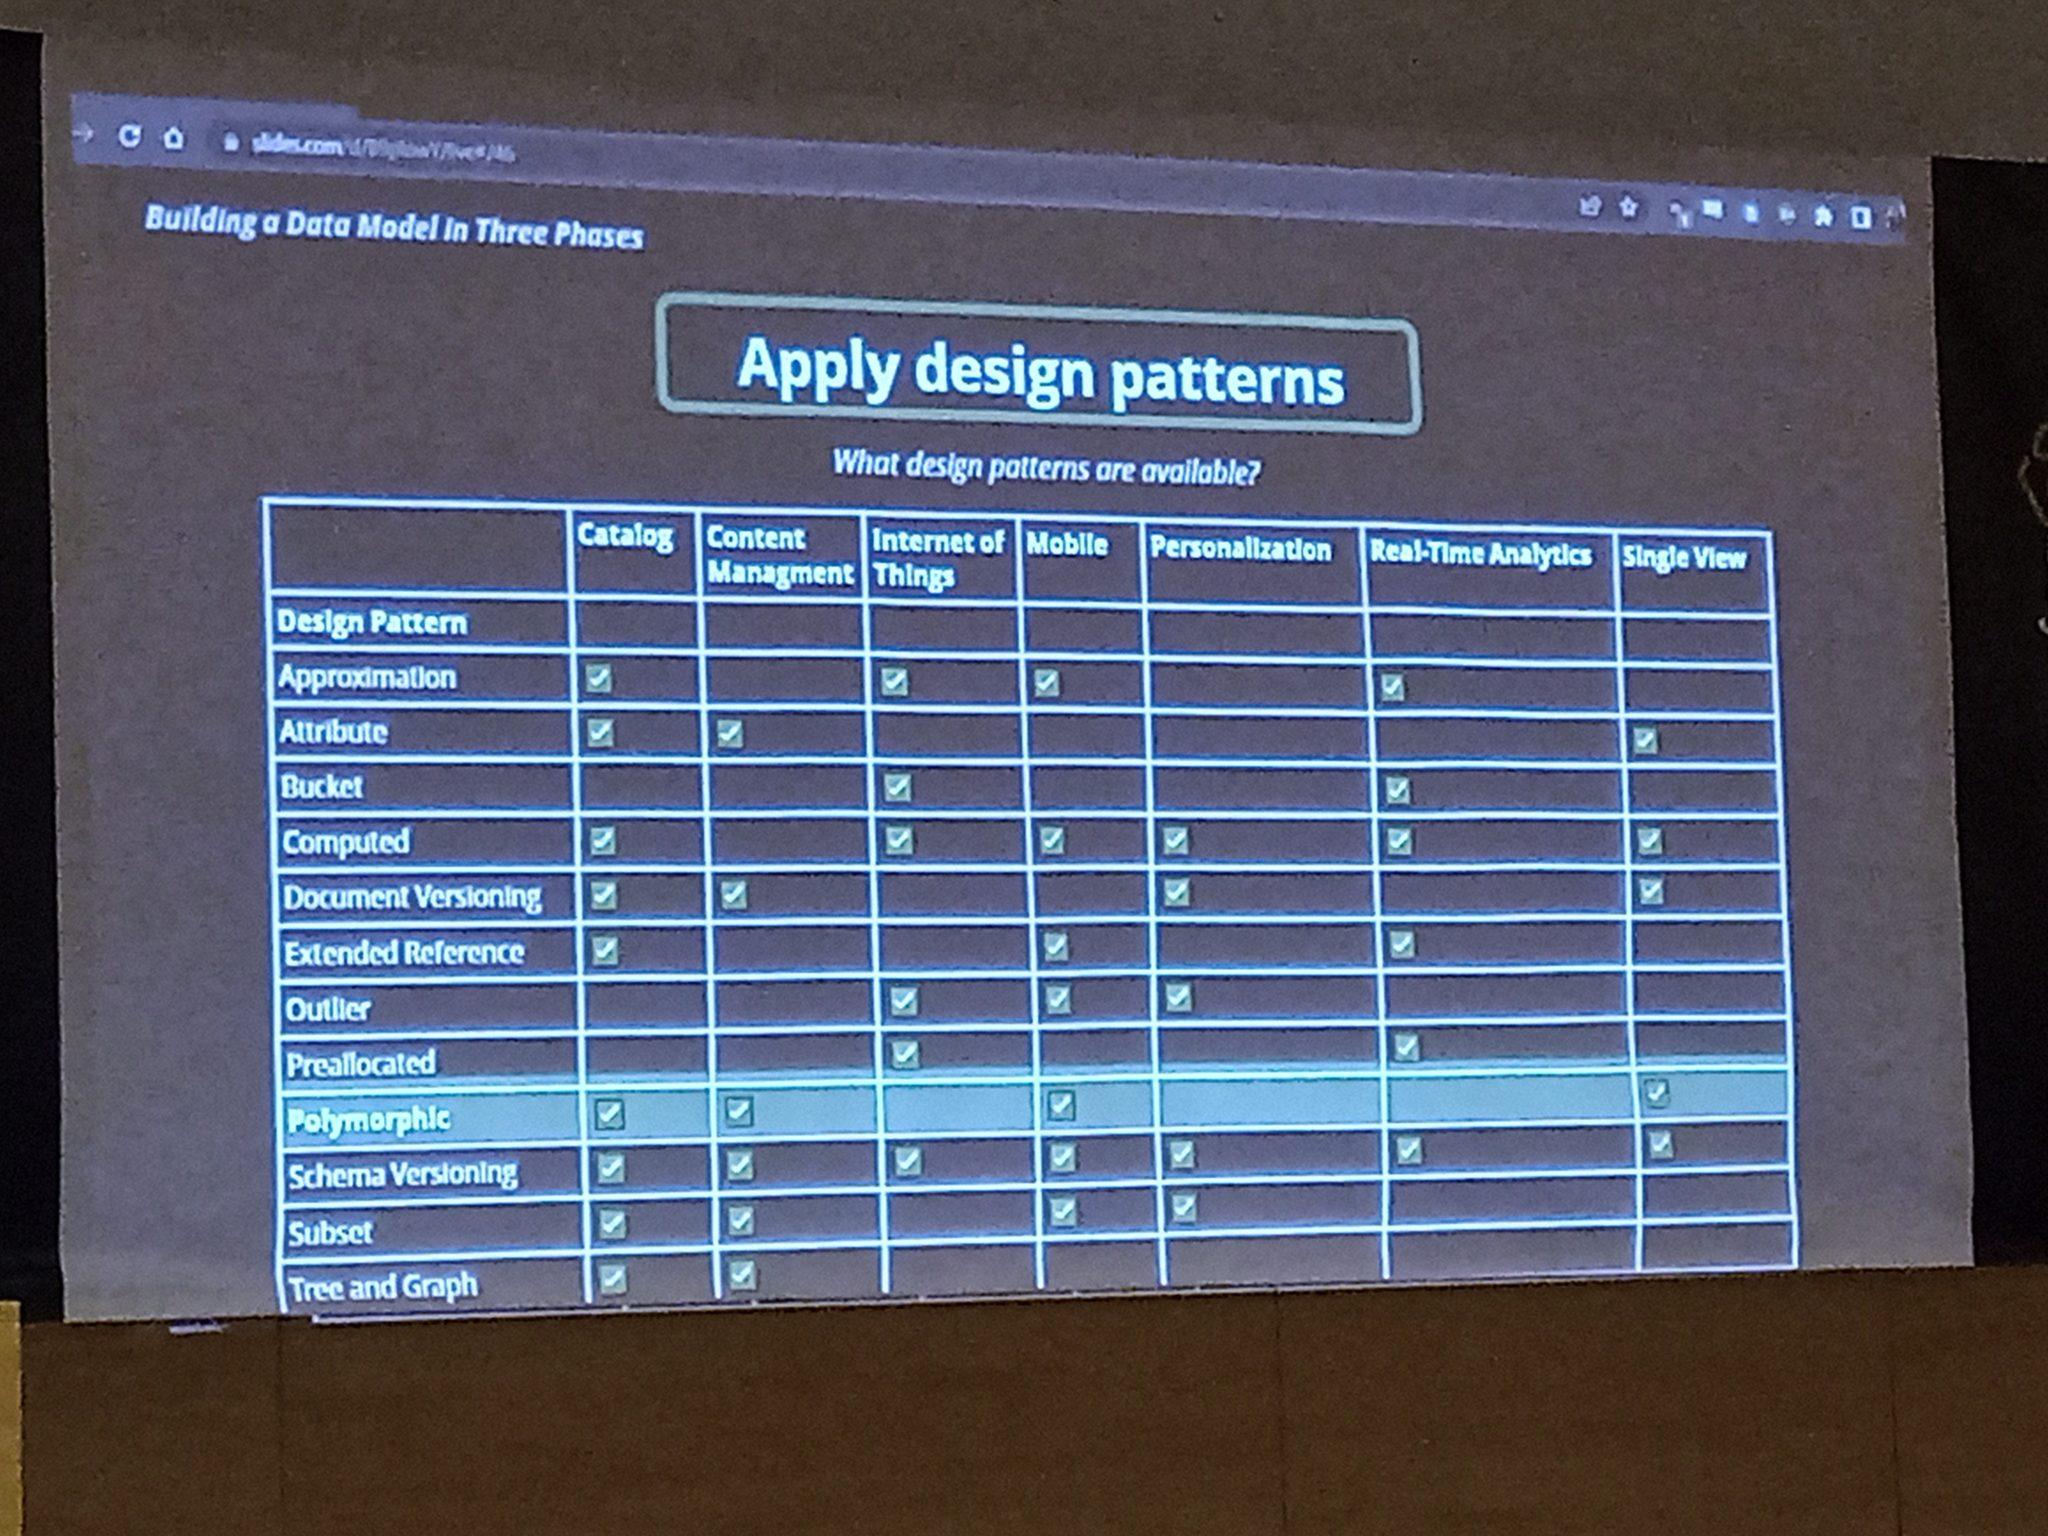 slides.com
Building a Data Model in Three Phases
Apply design patterns
What design patterns are available?
Catalog Content Managment Internet of Things Mobile Personalization Real-Time Analytics Single View
Design Pattern
Approximation ☑ ☑ ☑ ☑
Attribute ☑ ☑ ☑
Bucket ☑ ☑
Computed ☑ ☑ ☑ ☑ ☑ ☑
Document Versioning ☑ ☑ ☑ ☑
Extended Reference ☑ ☑ ☑
Outlier ☑ ☑ ☑
Preallocated ☑ ☑
Polymorphic ☑ ☑ ☑ ☑
Schema Versioning ☑ ☑ ☑ ☑ ☑ ☑ ☑
Subset ☑ ☑ ☑ ☑
Tree and Graph ☑ ☑